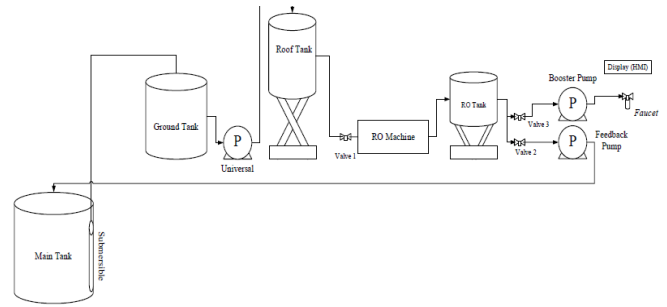 Roof Tank
Display (HMI)
Booster Pump
P
RO Tank
Faucet
Ground Tank
P
Universal
Valve 1
RO Machine
Valve 3
Valve 2
P
Feedback
Pump
Main Tank
Submersible